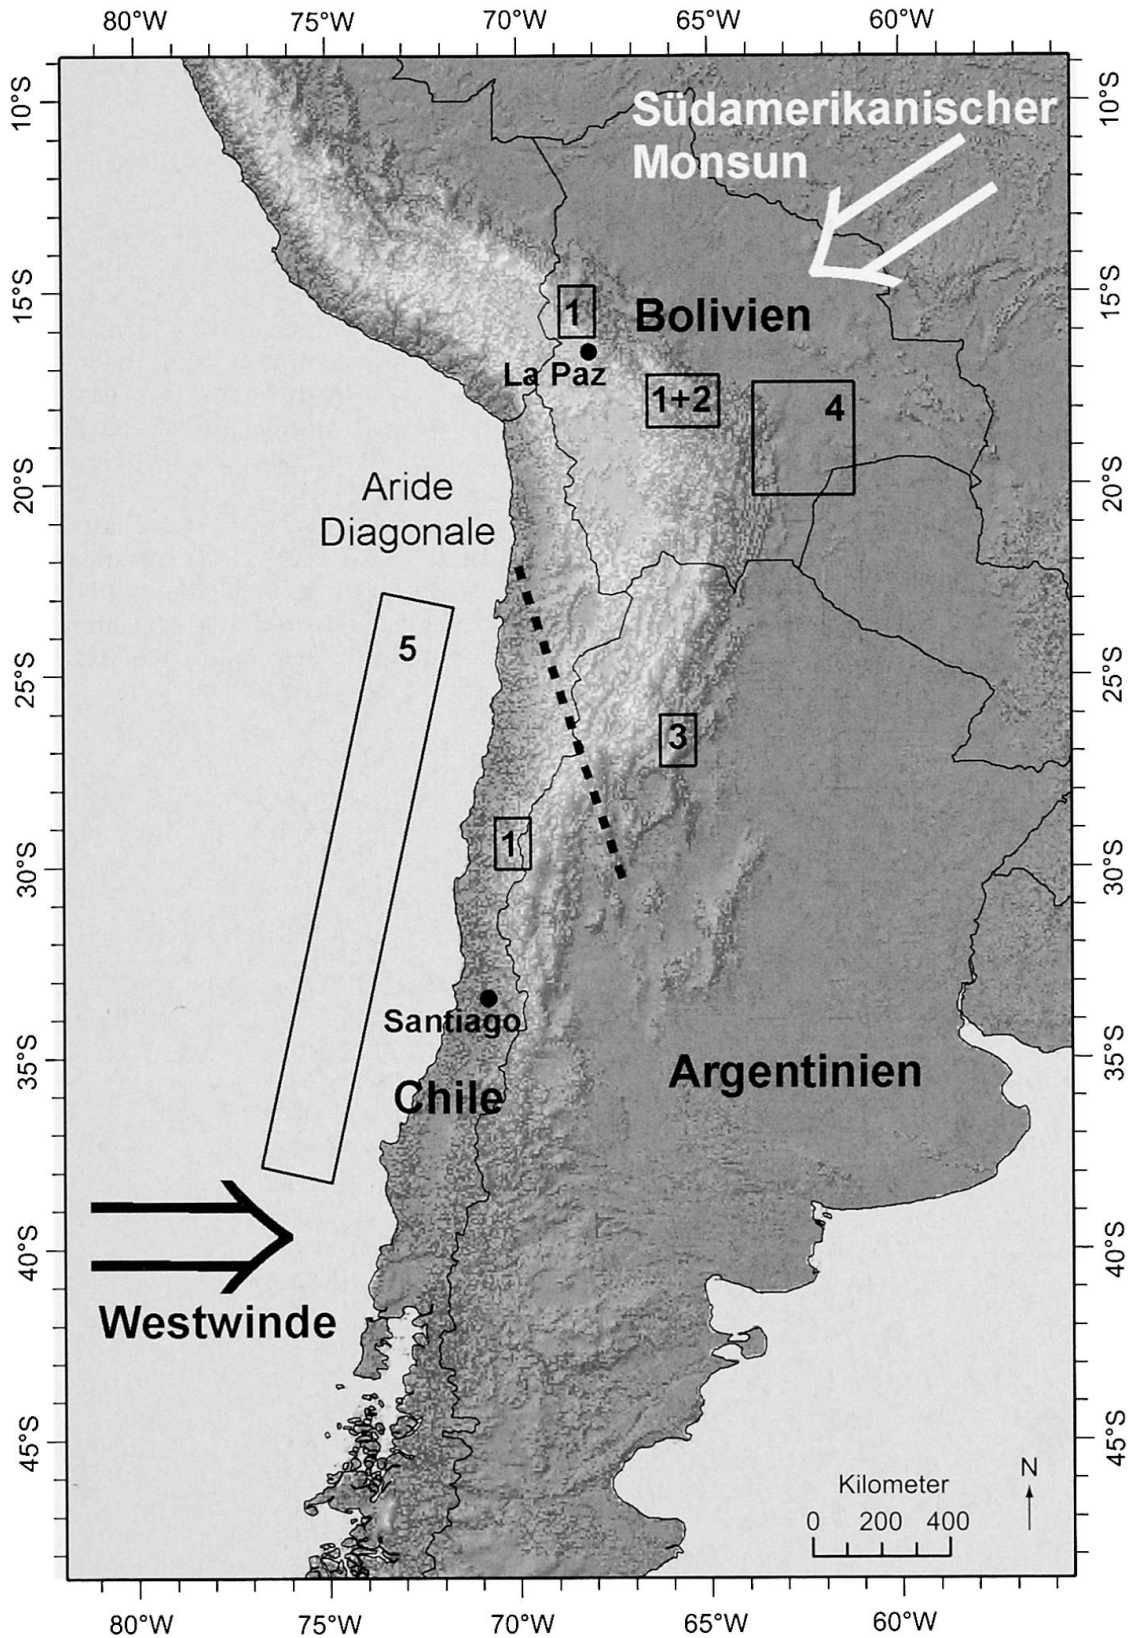 80°W 75°W 70°W 65°W 60°W
10°S 10°S
Südamerikanischer
Monsun
15°S 15°S
1
Bolivien
La Paz
1+2
4
20°S 20°S
Aride
Diagonale
5
25°S 25°S
3
1
30°S 30°S
Santiago
35°S 35°S
Argentinien
Chile
40°S 40°S
Westwinde
45°S 45°S
Kilometer
N
0 200 400
80°W 75°W 70°W 65°W 60°W